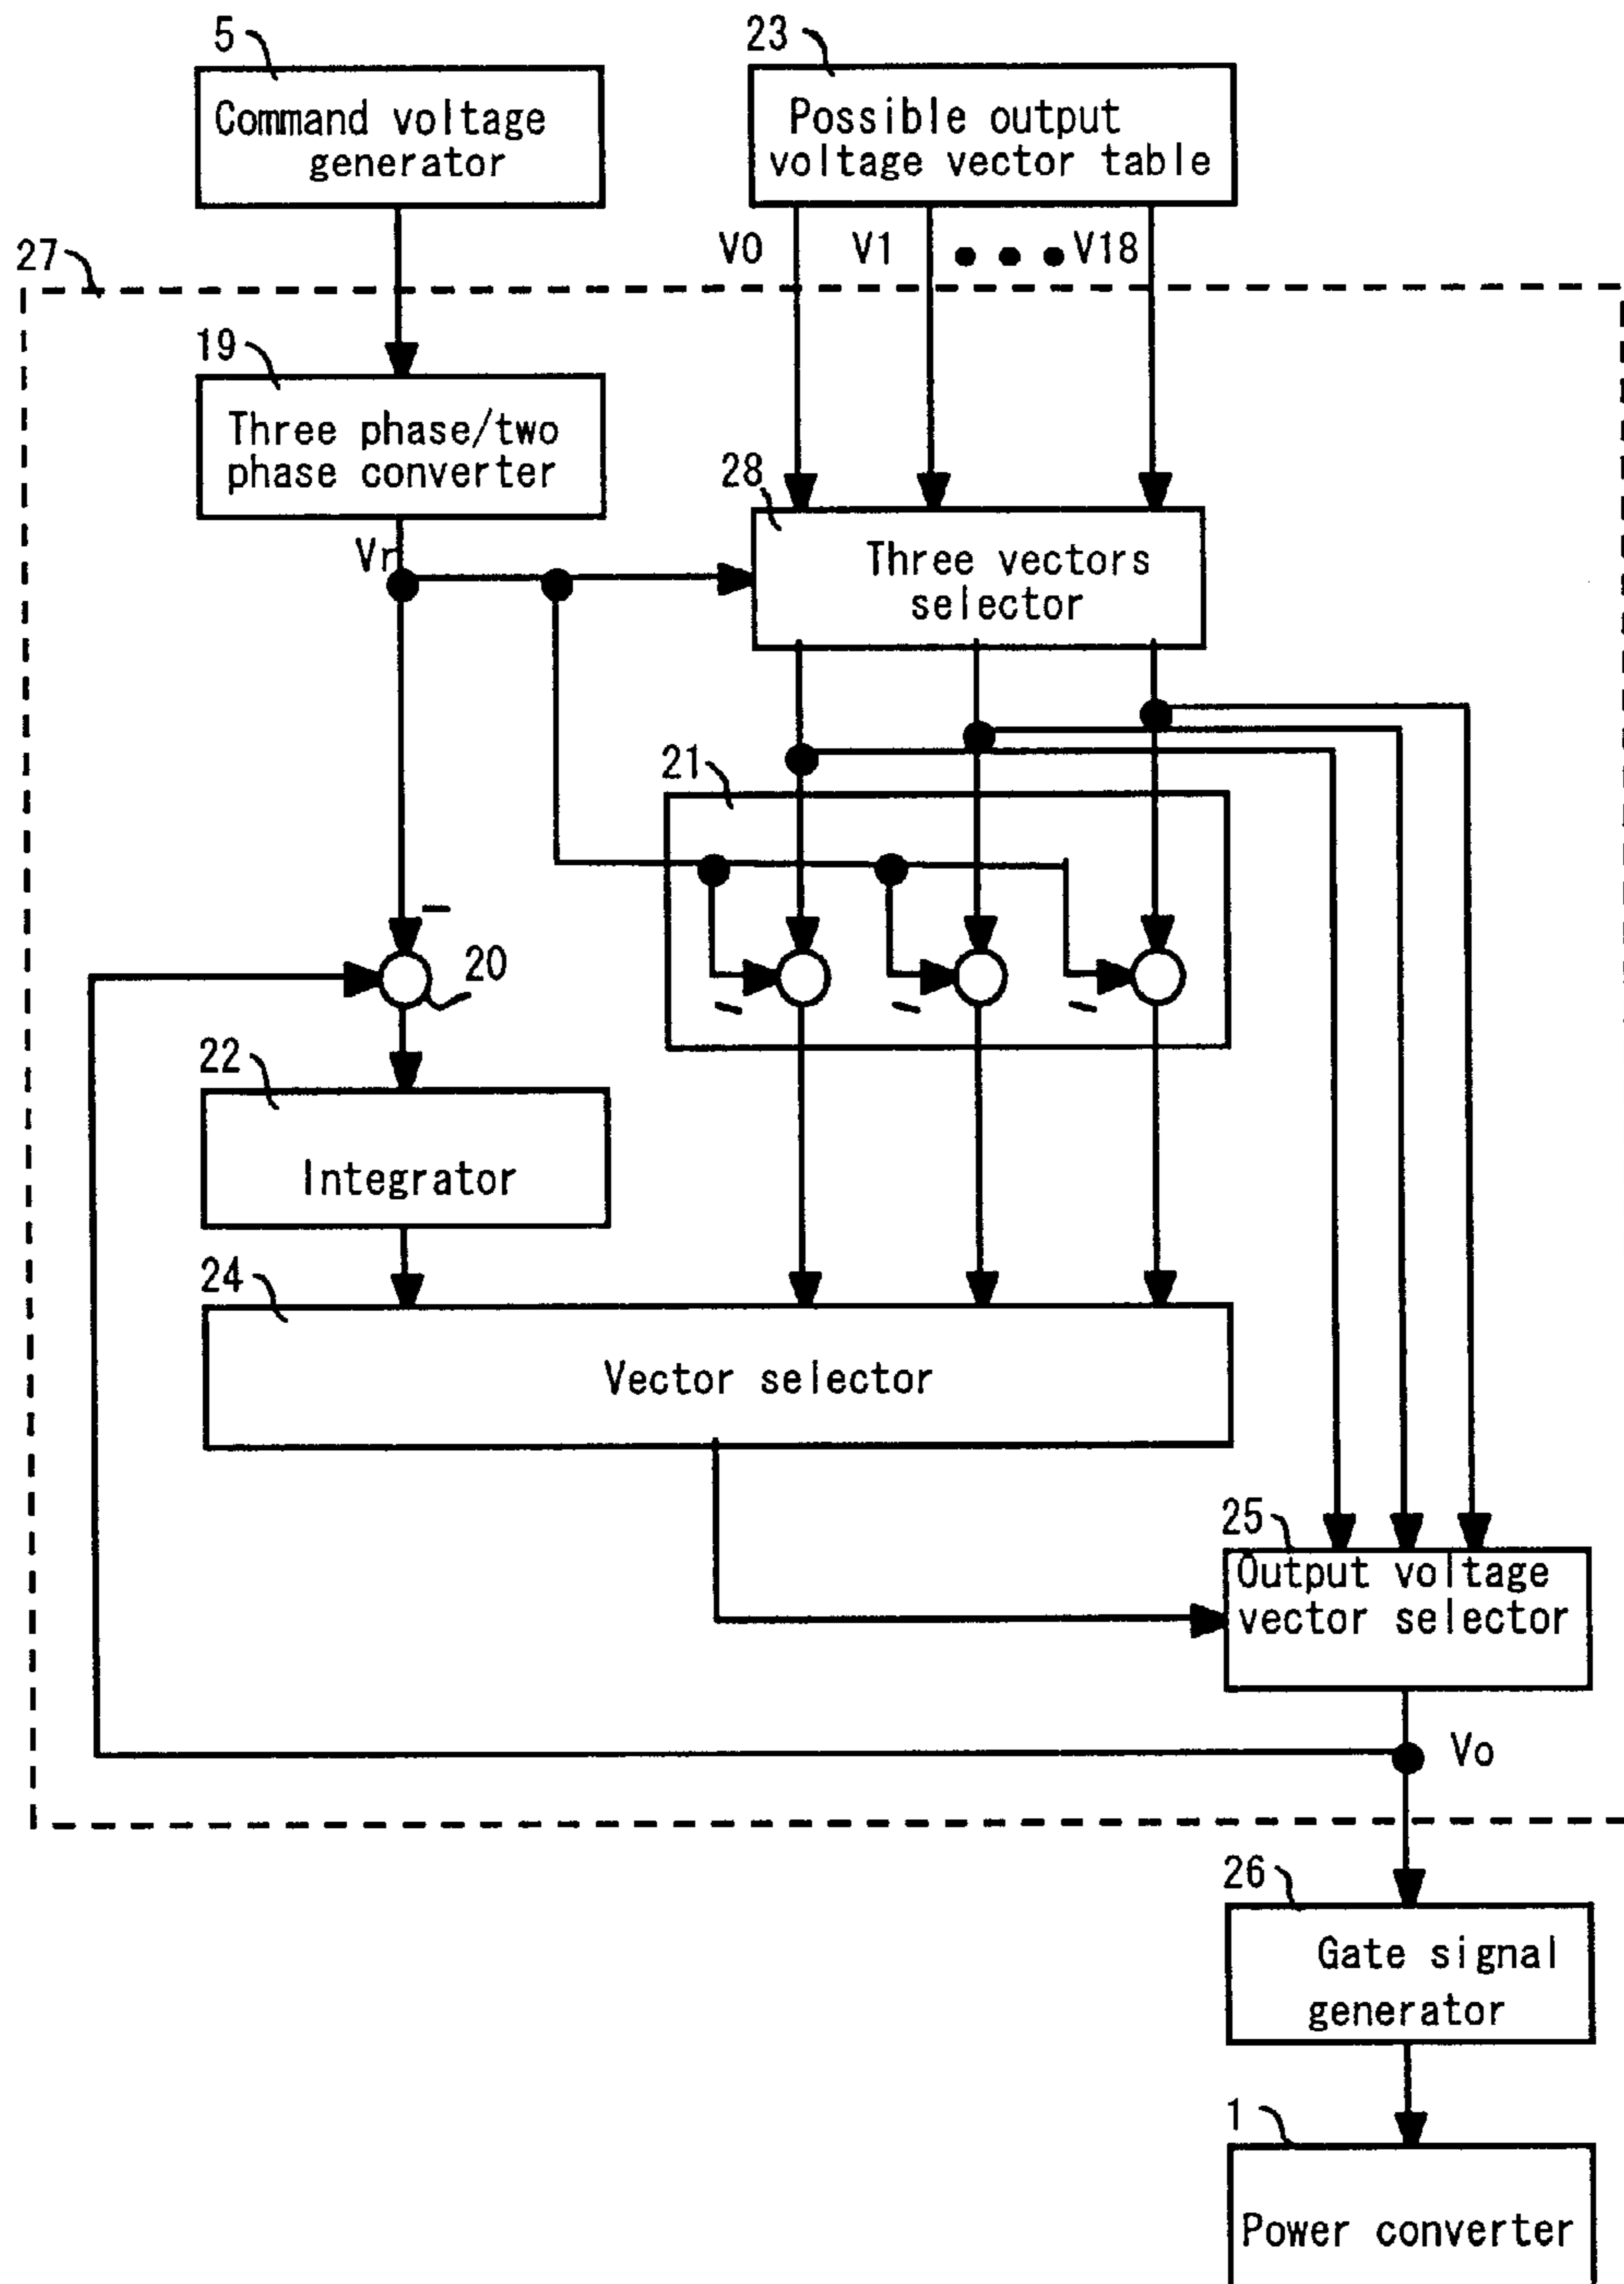 5
Command voltage
generator
23
Possible output
voltage vector table
V0
V1
● ● ●
V18
27
19
Three phase/two
phase converter
Vr
28
Three vectors
selector
21
−
20
−
−
−
22
Integrator
24
Vector selector
25
Output voltage
vector selector
Vo
26
Gate signal
generator
1
Power converter